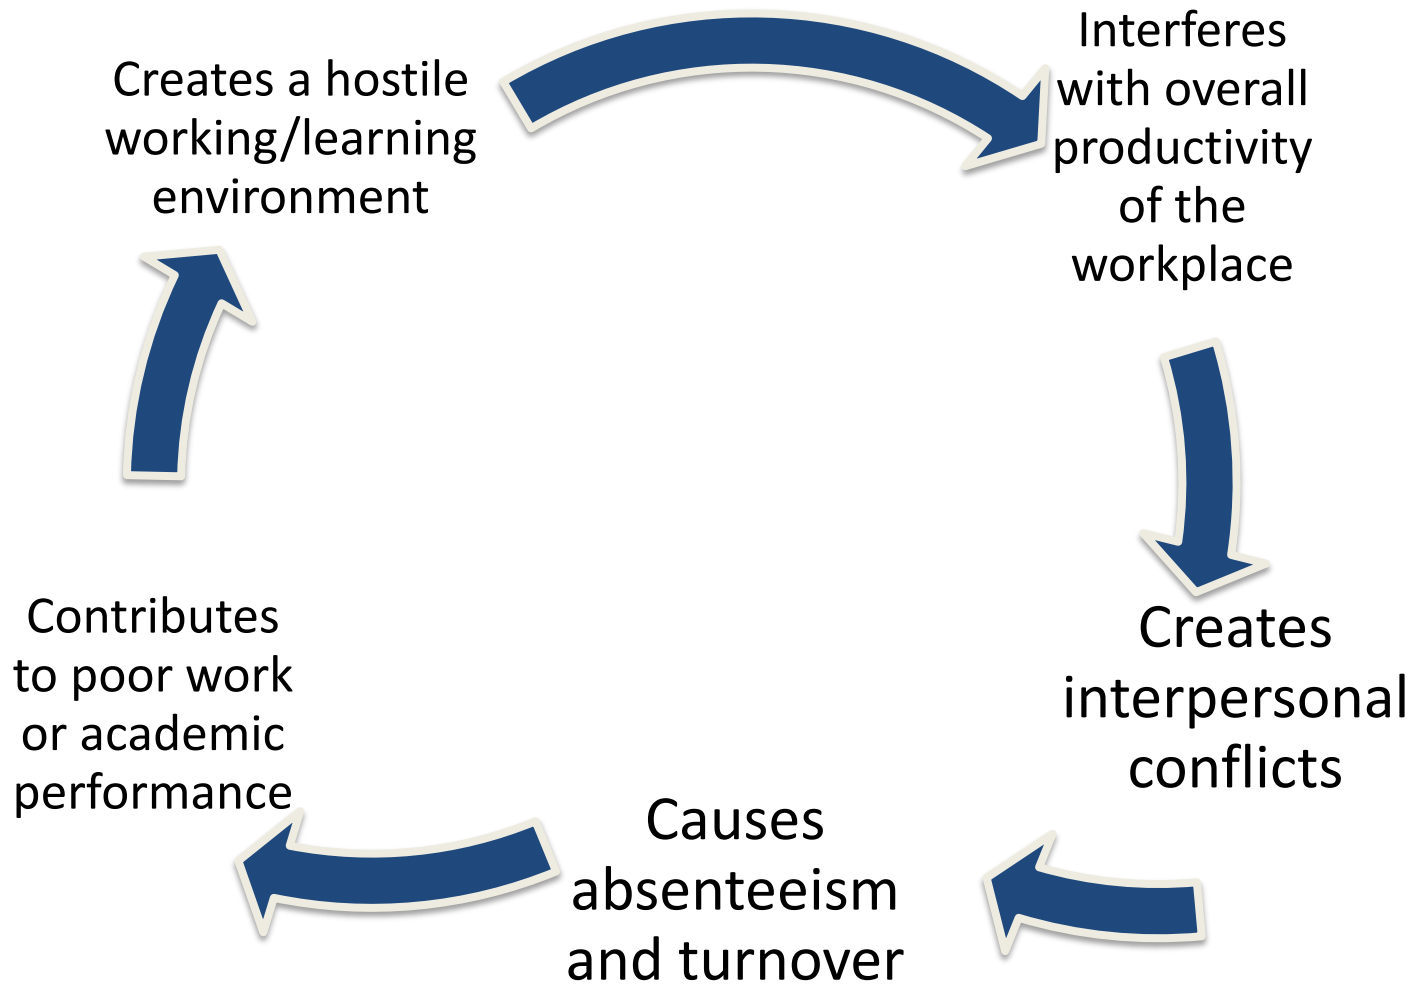 Creates a hostile
working/learning
environment
Interferes
with overall
productivity
of the
workplace
Creates
interpersonal
conflicts
Causes
absenteeism
and turnover
Contributes
to poor work
or academic
performance